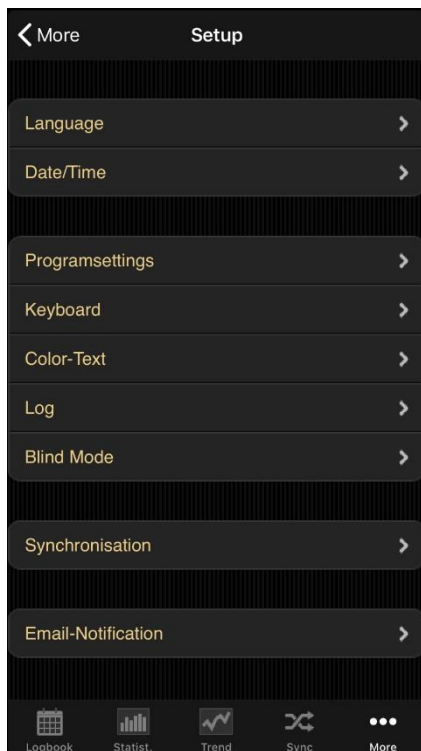 More
Setup
Language
Date/Time
Programsettings
Keyboard
Color-Text
Log
Blind Mode
Synchronisation
Email-Notification
Logbook Statist. Trend Sync More